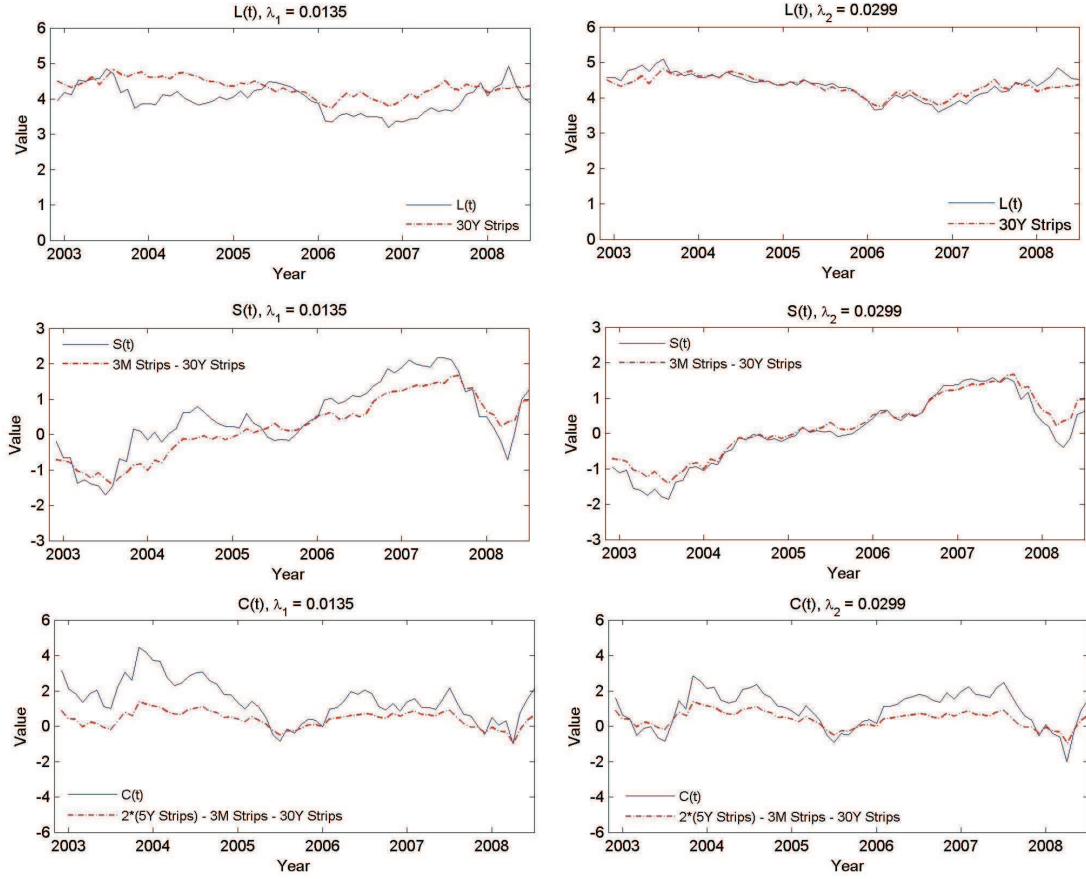 L(t), λ1 = 0.0135
6
5
4
3
2
1
0
Value
L(t)
30Y Strips
2003 2004 2005 2006 2007 2008
Year
L(t), λ2 = 0.0299
6
5
4
3
2
1
0
Value
L(t)
30Y Strips
2003 2004 2005 2006 2007 2008
Year
S(t), λ1 = 0.0135
3
2
1
0
-1
-2
-3
Value
S(t)
3M Strips - 30Y Strips
2003 2004 2005 2006 2007 2008
Year
S(t), λ2 = 0.0299
3
2
1
0
-1
-2
-3
Value
S(t)
3M Strips - 30Y Strips
2003 2004 2005 2006 2007 2008
Year
C(t), λ1 = 0.0135
6
4
2
0
-2
-4
-6
Value
C(t)
2*(5Y Strips) - 3M Strips - 30Y Strips
2003 2004 2005 2006 2007 2008
Year
C(t), λ2 = 0.0299
6
4
2
0
-2
-4
-6
Value
C(t)
2*(5Y Strips) - 3M Strips - 30Y Strips
2003 2004 2005 2006 2007 2008
Year